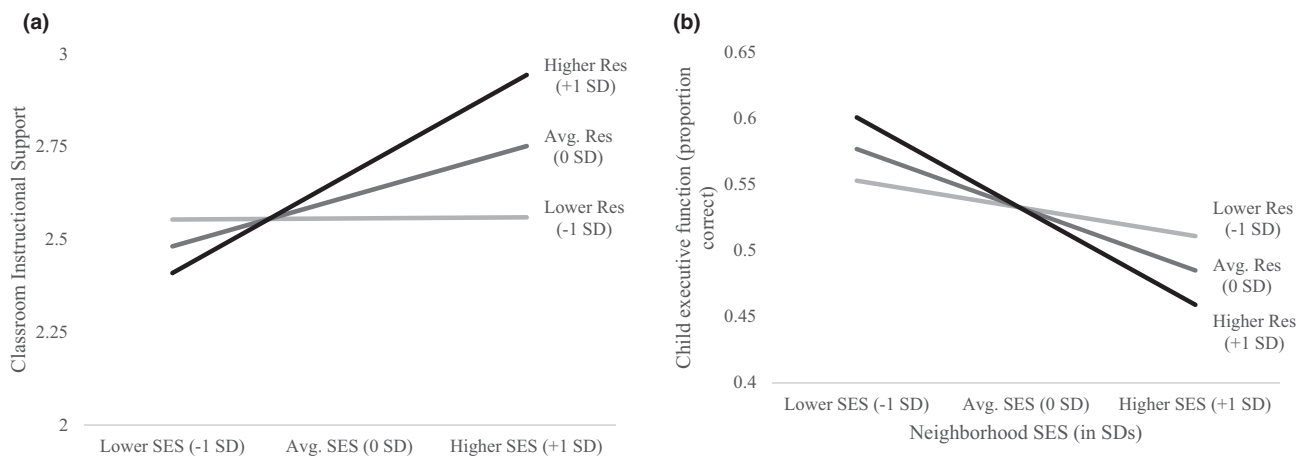 (a)
Classroom Instructional Support
3
2.75
2.5
2.25
2
Higher Res
(+1 SD)
Avg. Res
(0 SD)
Lower Res
(-1 SD)
Lower SES (-1 SD)
Avg. SES (0 SD)
Higher SES (+1 SD)
(b)
Child executive function (proportion
correct)
0.65
0.6
0.55
0.5
0.45
0.4
Lower Res
(-1 SD)
Avg. Res
(0 SD)
Higher Res
(+1 SD)
Lower SES (-1 SD)
Avg. SES (0 SD)
Higher SES (+1 SD)
Neighborhood SES (in SDs)